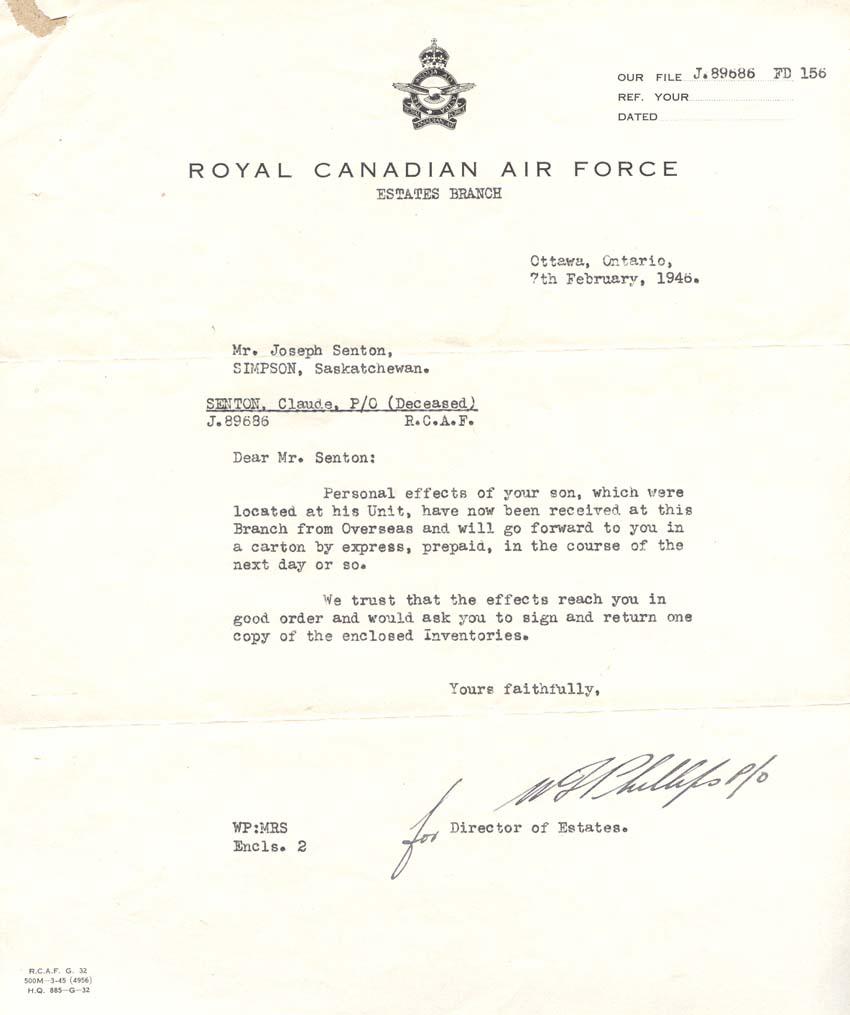 OUR FILE J.89686 FD 156
REF. YOUR
DATED
ROYAL CANADIAN AIR FORCE
ESTATES BRANCH
Ottawa, Ontario,
7th February, 1946.
Mr. Joseph Senton,
SIMPSON, Saskatchewan.
SENTON, Claude, P/O (Deceased)
J.89686 R.C.A.F.
Dear Mr. Senton:
Personal effects of your son, which were
located at his Unit, have now been received at this
Branch from Overseas and will go forward to you in
a carton by express, prepaid, in the course of the
next day or so.
We trust that the effects reach you in
good order and would ask you to sign and return one
copy of the enclosed Inventories.
Yours faithfully,
W F Phillips P/O
WP:MRS for Director of Estates.
Encls. 2
R.C.A.F. G. 32
500M—3-45 (4956)
H.Q. 885—G—32